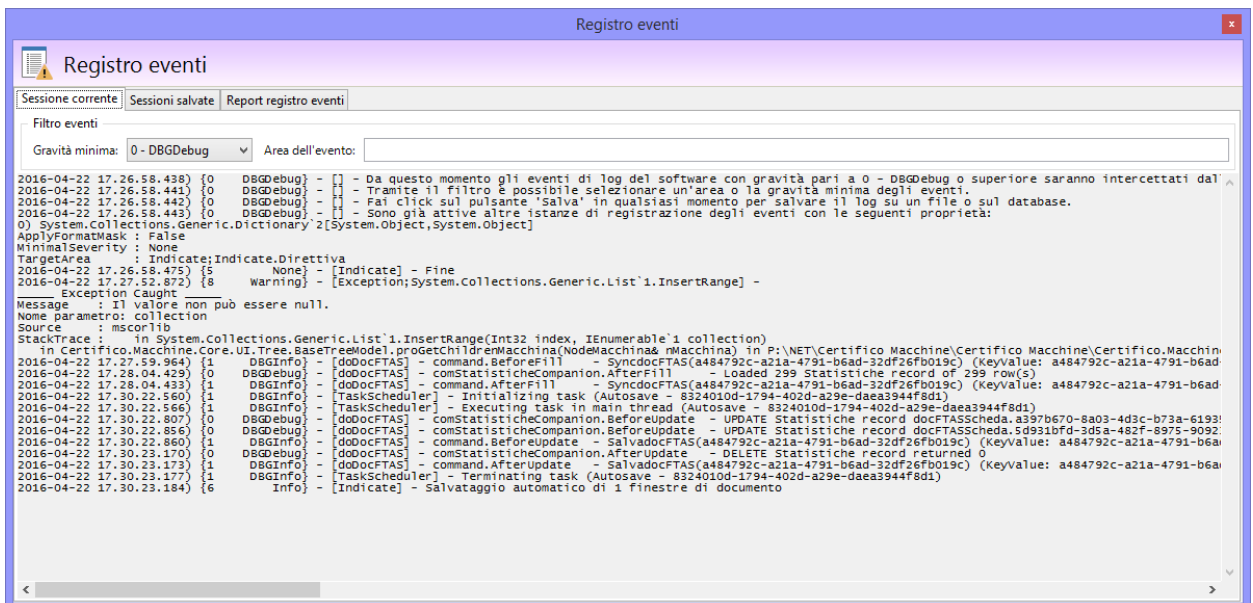 Registro eventi
x
Registro eventi
Sessione corrente Sessioni salvate Report registro eventi
Filtro eventi
Gravità minima: 0 - DBGDebug Area dell'evento:
2016-04-22 17.26.58.438) {0 DBGDebug} - [] - Da questo momento gli eventi di log del software con gravità pari a 0 - DBGDebug o superiore saranno intercettati dal
2016-04-22 17.26.58.441) {0 DBGDebug} - [] - Tramite il filtro è possibile selezionare un'area o la gravità minima degli eventi.
2016-04-22 17.26.58.442) {0 DBGDebug} - [] - Fai click sul pulsante 'Salva' in qualsiasi momento per salvare il log su un file o sul database.
2016-04-22 17.26.58.443) {0 DBGDebug} - [] - Sono già attive altre istanze di registrazione degli eventi con le seguenti proprietà:
0) System.Collections.Generic.Dictionary`2[System.Object,System.Object]
ApplyFormatMask : False
MinimalSeverity : None
TargetArea : Indicate;Indicate.Direttiva
2016-04-22 17.26.58.475) {5 None} - [Indicate] - Fine
2016-04-22 17.27.52.872) {8 Warning} - [Exception;System.Collections.Generic.List`1.InsertRange] -
_____ Exception Caught _____
Message : Il valore non può essere null.
Nome parametro: collection
Source : mscorlib
StackTrace : in System.Collections.Generic.List`1.InsertRange(Int32 index, IEnumerable`1 collection)
in Certifico.Macchine.Core.UI.Tree.BaseTreeModel.proGetChildrenMacchina(NodeMacchina& nMacchina) in P:\NET\Certifico Macchine\Certifico Macchine\Certifico.Macchin
2016-04-22 17.27.59.964) {1 DBGInfo} - [doDocFTAS] - command.BeforeFill - SyncdocFTAS(a484792c-a21a-4791-b6ad-32df26fb019c) (KeyValue: a484792c-a21a-4791-b6ad-
2016-04-22 17.28.04.429) {0 DBGDebug} - [doDocFTAS] - comStatisticheCompanion.AfterFill - Loaded 299 Statistiche record of 299 row(s)
2016-04-22 17.28.04.433) {1 DBGInfo} - [doDocFTAS] - command.AfterFill - SyncdocFTAS(a484792c-a21a-4791-b6ad-32df26fb019c) (KeyValue: a484792c-a21a-4791-b6ad-
2016-04-22 17.30.22.560) {1 DBGInfo} - [TaskScheduler] - Initializing task (Autosave - 8324010d-1794-402d-a29e-daea3944f8d1)
2016-04-22 17.30.22.566) {1 DBGInfo} - [TaskScheduler] - Executing task in main thread (Autosave - 8324010d-1794-402d-a29e-daea3944f8d1)
2016-04-22 17.30.22.807) {0 DBGDebug} - [doDocFTAS] - comStatisticheCompanion.BeforeUpdate - UPDATE Statistiche record docFTASScheda.a397b670-8a03-4d3c-b73a-6193
2016-04-22 17.30.22.856) {0 DBGDebug} - [doDocFTAS] - comStatisticheCompanion.BeforeUpdate - UPDATE Statistiche record docFTASScheda.5d931bfd-3d5a-482f-8975-9092
2016-04-22 17.30.22.860) {1 DBGInfo} - [doDocFTAS] - command.BeforeUpdate - SalvadocFTAS(a484792c-a21a-4791-b6ad-32df26fb019c) (KeyValue: a484792c-a21a-4791-b6a
2016-04-22 17.30.23.170) {0 DBGDebug} - [doDocFTAS] - comStatisticheCompanion.AfterUpdate - DELETE Statistiche record returned 0
2016-04-22 17.30.23.173) {1 DBGInfo} - [doDocFTAS] - command.AfterUpdate - SalvadocFTAS(a484792c-a21a-4791-b6ad-32df26fb019c) (KeyValue: a484792c-a21a-4791-b6a
2016-04-22 17.30.23.177) {1 DBGInfo} - [TaskScheduler] - Terminating task (Autosave - 8324010d-1794-402d-a29e-daea3944f8d1)
2016-04-22 17.30.23.184) {6 Info} - [Indicate] - Salvataggio automatico di 1 finestre di documento